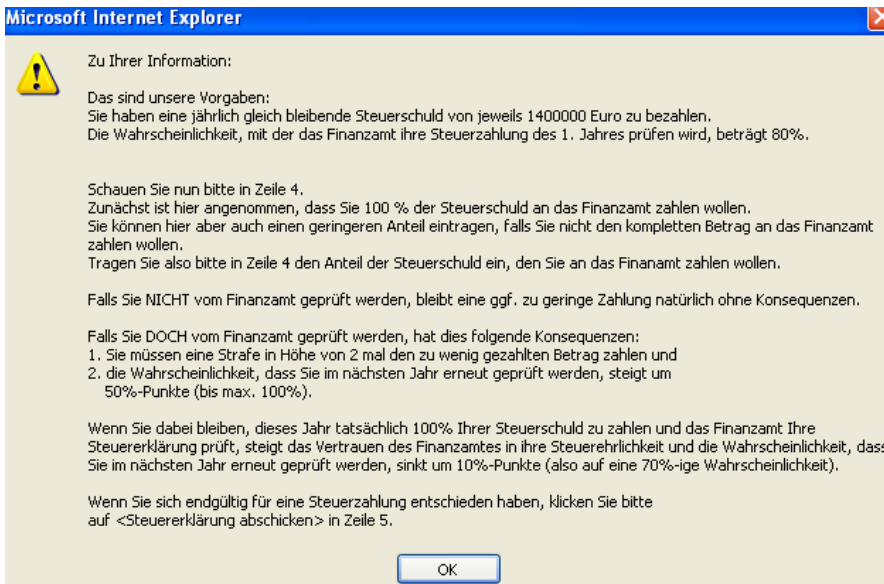 Microsoft Internet Explorer
Zu Ihrer Information:
Das sind unsere Vorgaben:
Sie haben eine jährlich gleich bleibende Steuerschuld von jeweils 1400000 Euro zu bezahlen.
Die Wahrscheinlichkeit, mit der das Finanzamt ihre Steuerzahlung des 1. Jahres prüfen wird, beträgt 80%.
Schauen Sie nun bitte in Zeile 4.
Zunächst ist hier angenommen, dass Sie 100 % der Steuerschuld an das Finanzamt zahlen wollen.
Sie können hier aber auch einen geringeren Anteil eintragen, falls Sie nicht den kompletten Betrag an das Finanzamt
zahlen wollen.
Tragen Sie also bitte in Zeile 4 den Anteil der Steuerschuld ein, den Sie an das Finanamt zahlen wollen.
Falls Sie NICHT vom Finanzamt geprüft werden, bleibt eine ggf. zu geringe Zahlung natürlich ohne Konsequenzen.
Falls Sie DOCH vom Finanzamt geprüft werden, hat dies folgende Konsequenzen:
1. Sie müssen eine Strafe in Höhe von 2 mal den zu wenig gezahlten Betrag zahlen und
2. die Wahrscheinlichkeit, dass Sie im nächsten Jahr erneut geprüft werden, steigt um
50%-Punkte (bis max. 100%).
Wenn Sie dabei bleiben, dieses Jahr tatsächlich 100% Ihrer Steuerschuld zu zahlen und das Finanzamt Ihre
Steuererklärung prüft, steigt das Vertrauen des Finanzamtes in ihre Steuerehrlichkeit und die Wahrscheinlichkeit, dass
Sie im nächsten Jahr erneut geprüft werden, sinkt um 10%-Punkte (also auf eine 70%-ige Wahrscheinlichkeit).
Wenn Sie sich endgültig für eine Steuerzahlung entschieden haben, klicken Sie bitte
auf <Steuererklärung abschicken> in Zeile 5.
OK